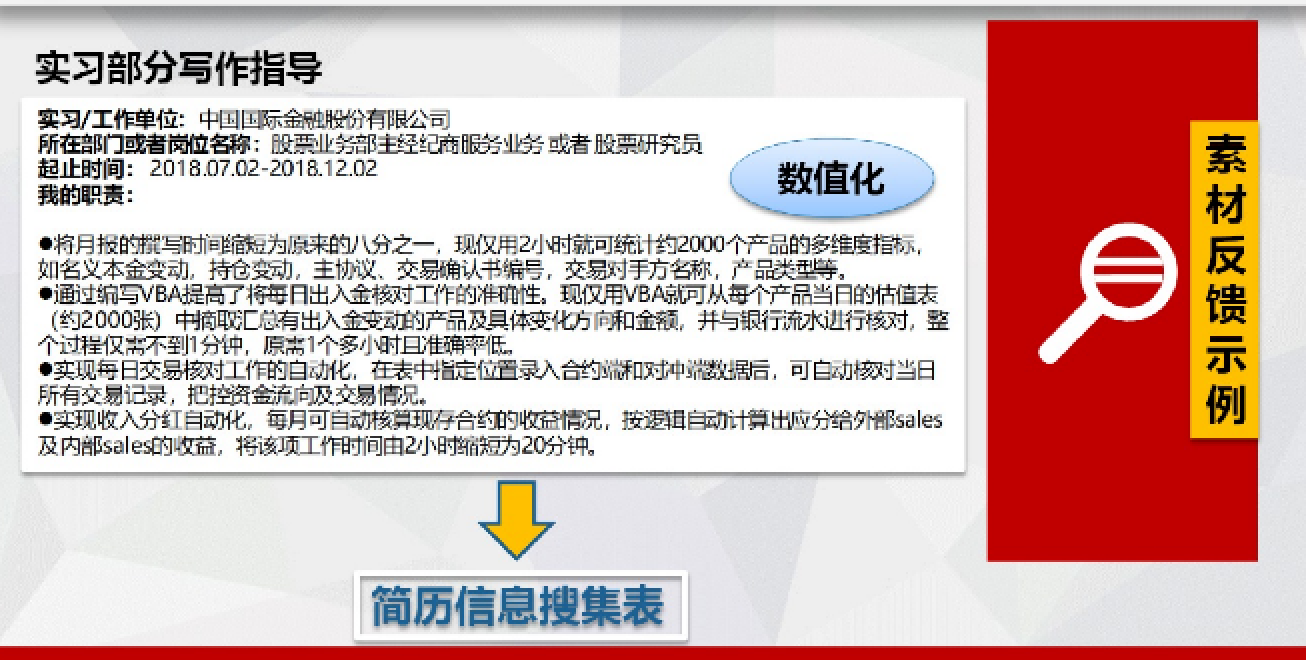 实习部分写作指导
实习/工作单位：中国国际金融股份有限公司
所在部门或者岗位名称：股票业务部主经纪商服务业务 或者 股票研究员
起止时间： 2018.07.02-2018.12.02
我的职责：
数值化
●将月报的撰写时间缩短为原来的八分之一，现仅用2小时就可统计约2000个产品的多维度指标，
如名义本金变动，持仓变动，主协议、交易确认书编号，交易对手方名称，产品类型等。
●通过编写VBA提高了将每日出入金核对工作的准确性。现仅用VBA就可从每个产品当日的估值表
（约2000张）中摘取汇总有出入金变动的产品及具体变化方向和金额，并与银行流水进行核对，整
个过程仅需不到1分钟，原需1个多小时且准确率低。
●实现每日交易核对工作的自动化，在表中指定位置录入合约端和对冲端数据后，可自动核对当日
所有交易记录，把控资金流向及交易情况。
●实现收入分红自动化，每月可自动核算现存合约的收益情况，按逻辑自动计算出应分给外部sales
及内部sales的收益，将该项工作时间由2小时缩短为20分钟。
简历信息搜集表
素材反馈示例